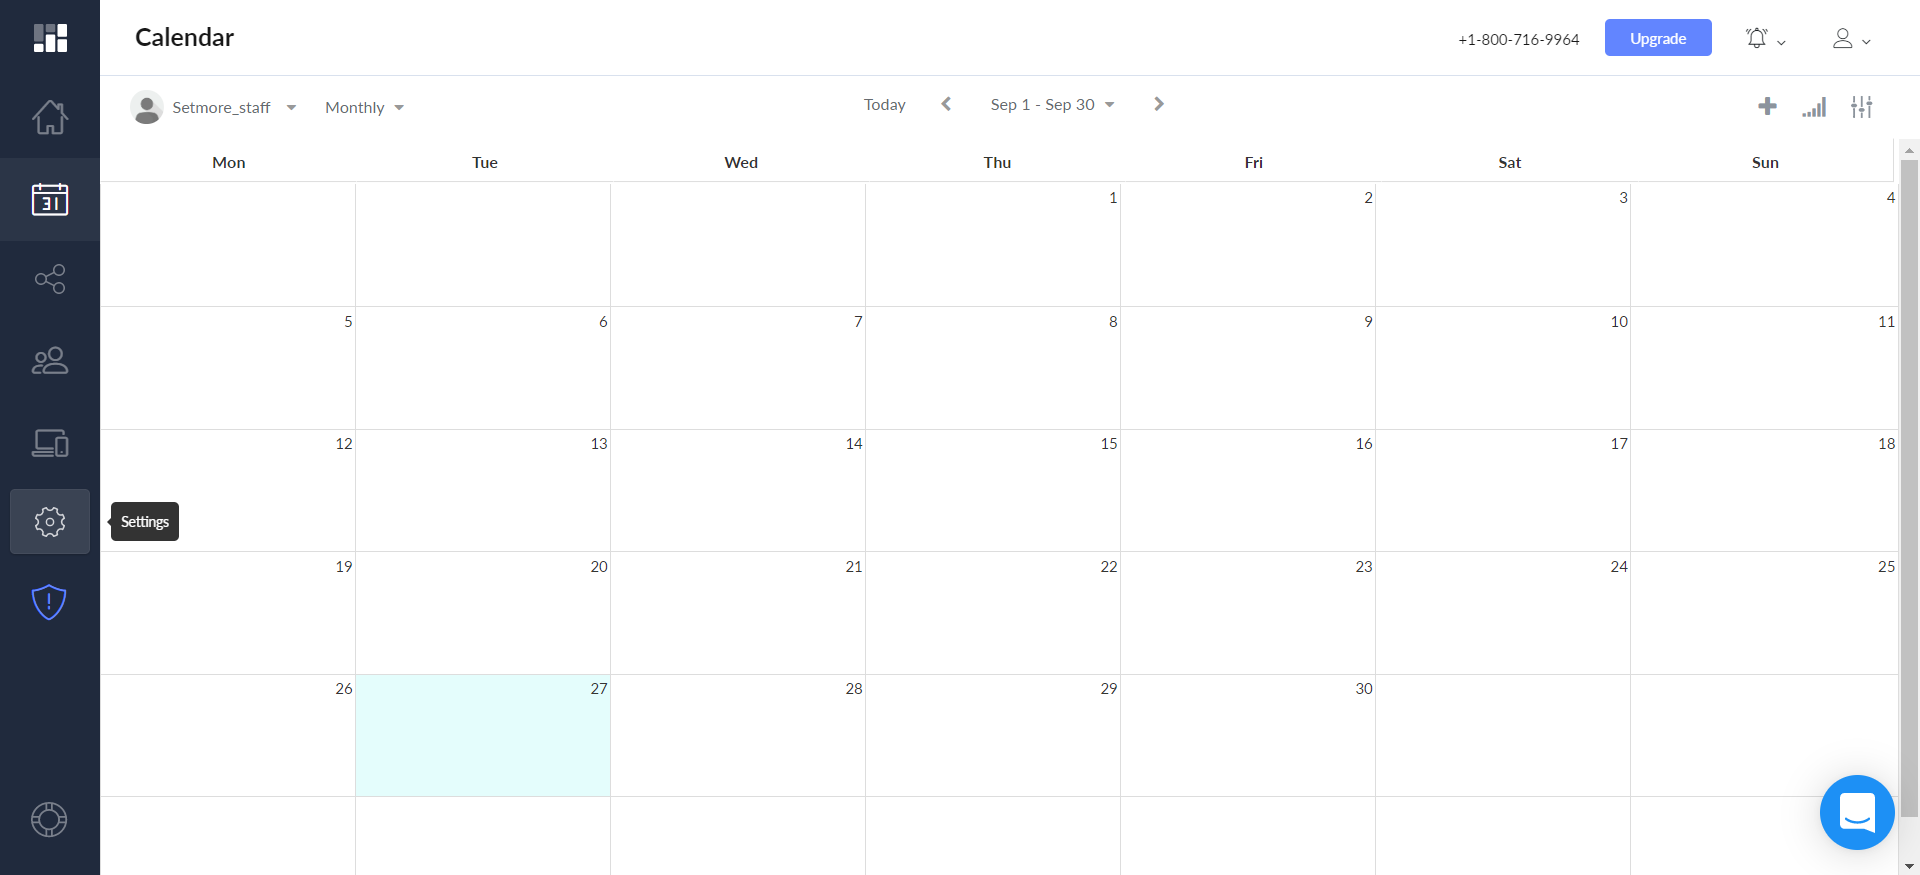 Calendar
+1-800-716-9964
Upgrade
Setmore_staff
Monthly
Today
Sep 1 - Sep 30
Mon Tue Wed Thu Fri Sat Sun
31
1 2 3 4
5 6 7 8 9 10 11
12 13 14 15 16 17 18
Settings
19 20 21 22 23 24 25
26 27 28 29 30